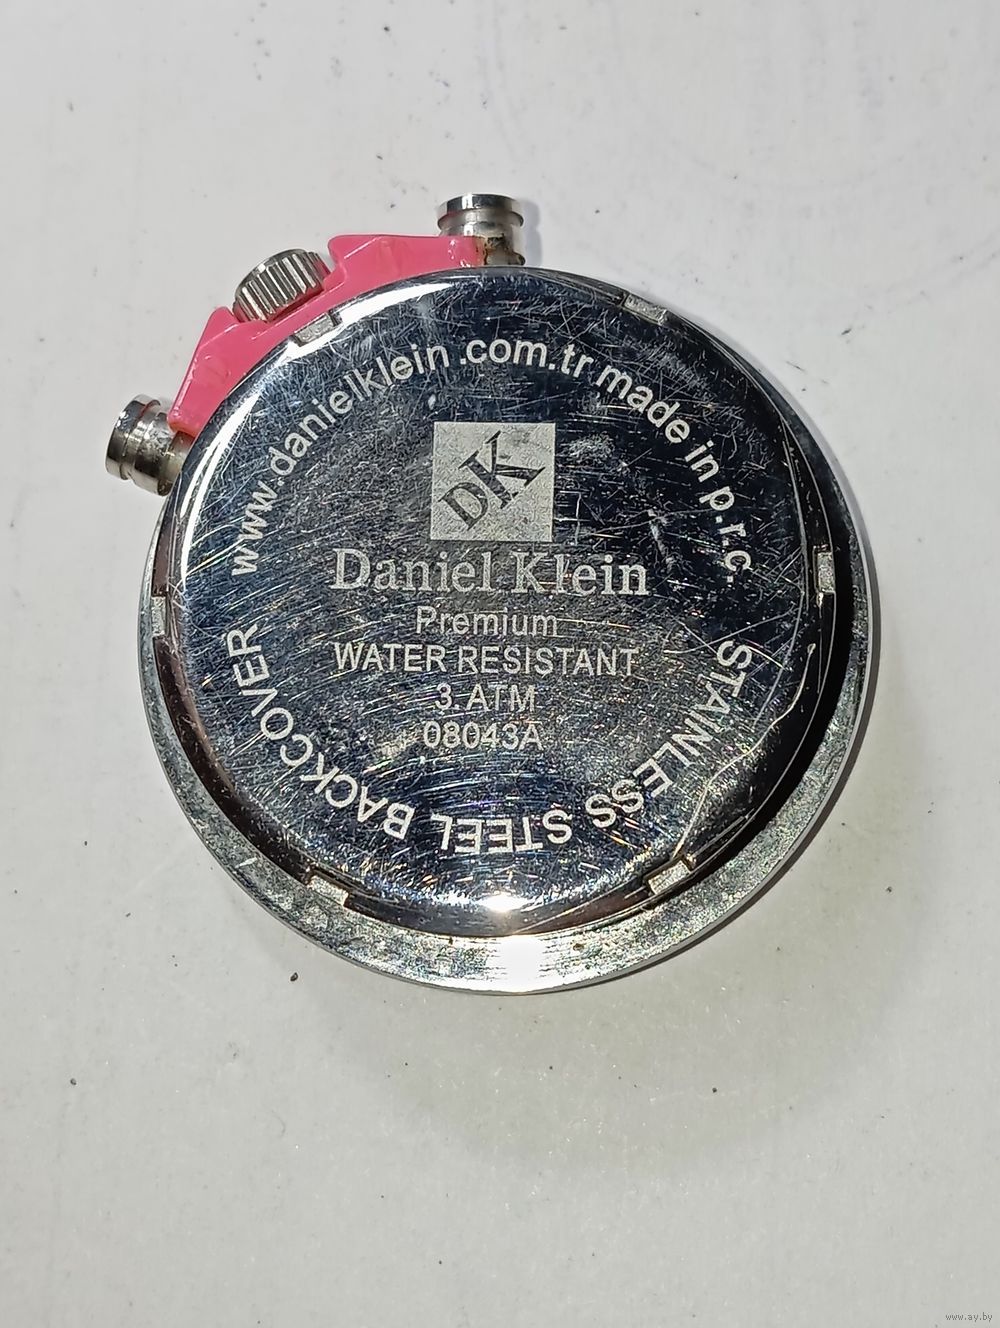 www.danielklein.com.tr made in p.r.c.
DK
Daniel Klein
Premium
WATER RESISTANT
3 ATM
08043A
STAINLESS STEEL BACKCOVER
www.ay.by